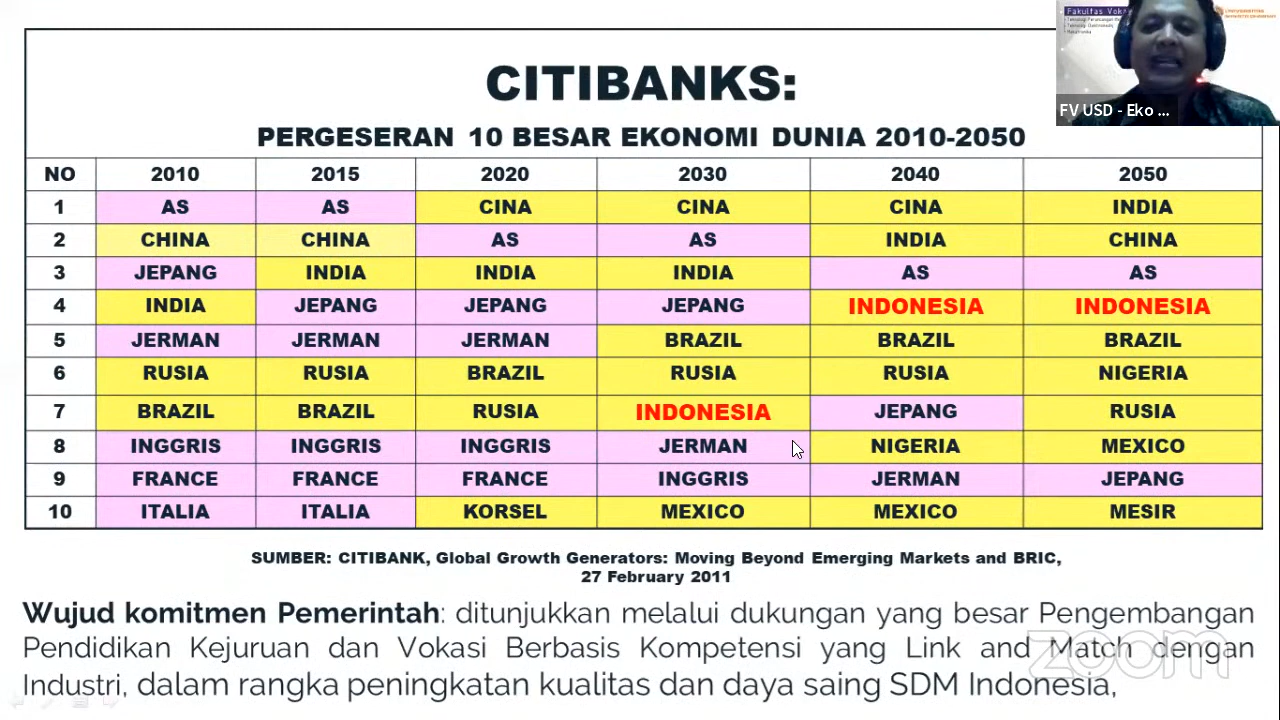 CITIBANKS:
PERGESERAN 10 BESAR EKONOMI DUNIA 2010-2050
NO 2010 2015 2020 2030 2040 2050
1 AS AS CINA CINA CINA INDIA
2 CHINA CHINA AS AS INDIA CHINA
3 JEPANG INDIA INDIA INDIA AS AS
4 INDIA JEPANG JEPANG JEPANG INDONESIA INDONESIA
5 JERMAN JERMAN JERMAN BRAZIL BRAZIL BRAZIL
6 RUSIA RUSIA BRAZIL RUSIA RUSIA NIGERIA
7 BRAZIL BRAZIL RUSIA INDONESIA JEPANG RUSIA
8 INGGRIS INGGRIS INGGRIS JERMAN NIGERIA MEXICO
9 FRANCE FRANCE FRANCE INGGRIS JERMAN JEPANG
10 ITALIA ITALIA KORSEL MEXICO MEXICO MESIR
SUMBER: CITIBANK, Global Growth Generators: Moving Beyond Emerging Markets and BRIC,
27 February 2011
Wujud komitmen Pemerintah: ditunjukkan melalui dukungan yang besar Pengembangan
Pendidikan Kejuruan dan Vokasi Berbasis Kompetensi yang Link and Match dengan
Industri, dalam rangka peningkatan kualitas dan daya saing SDM Indonesia,
zoom
Fakultas
FV USD - Eko ...